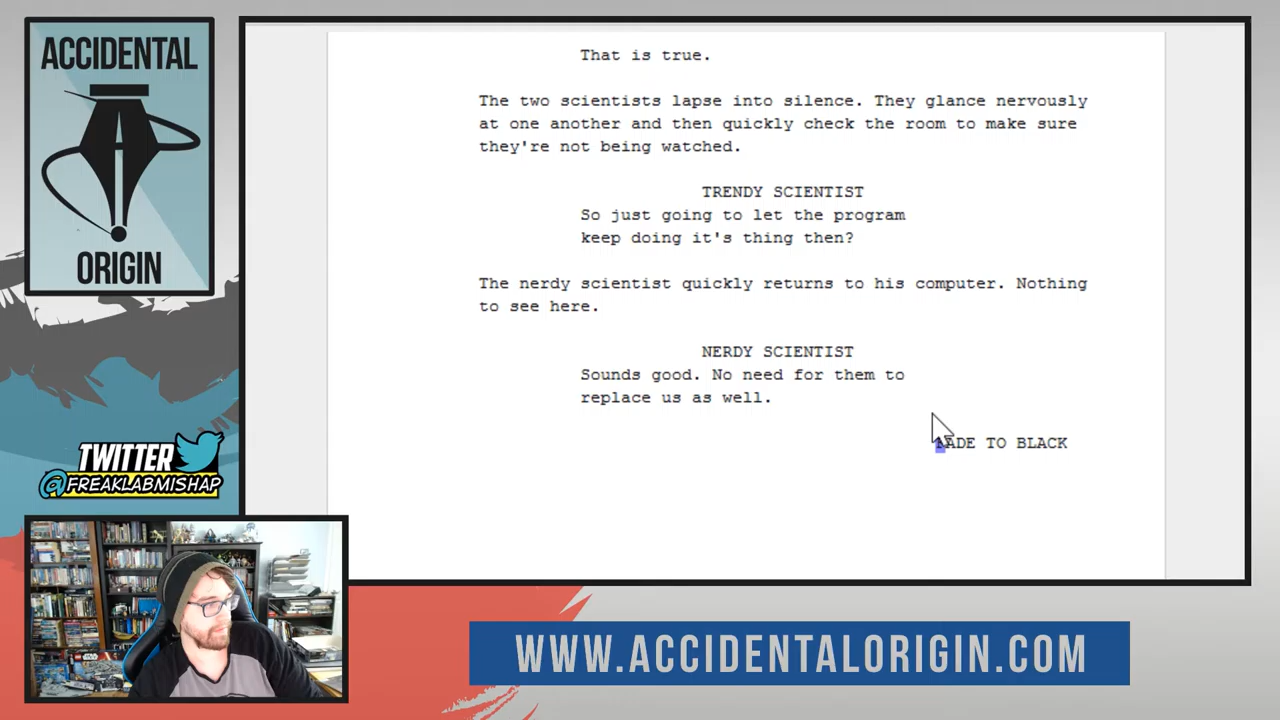 ACCIDENTAL
ORIGIN
That is true.
The two scientists lapse into silence. They glance nervously
at one another and then quickly check the room to make sure
they're not being watched.
TRENDY SCIENTIST
So just going to let the program
keep doing it's thing then?
The nerdy scientist quickly returns to his computer. Nothing
to see here.
NERDY SCIENTIST
Sounds good. No need for them to
replace us as well.
FADE TO BLACK
TWITTER
@FREAKLABMISHAP
WWW.ACCIDENTALORIGIN.COM